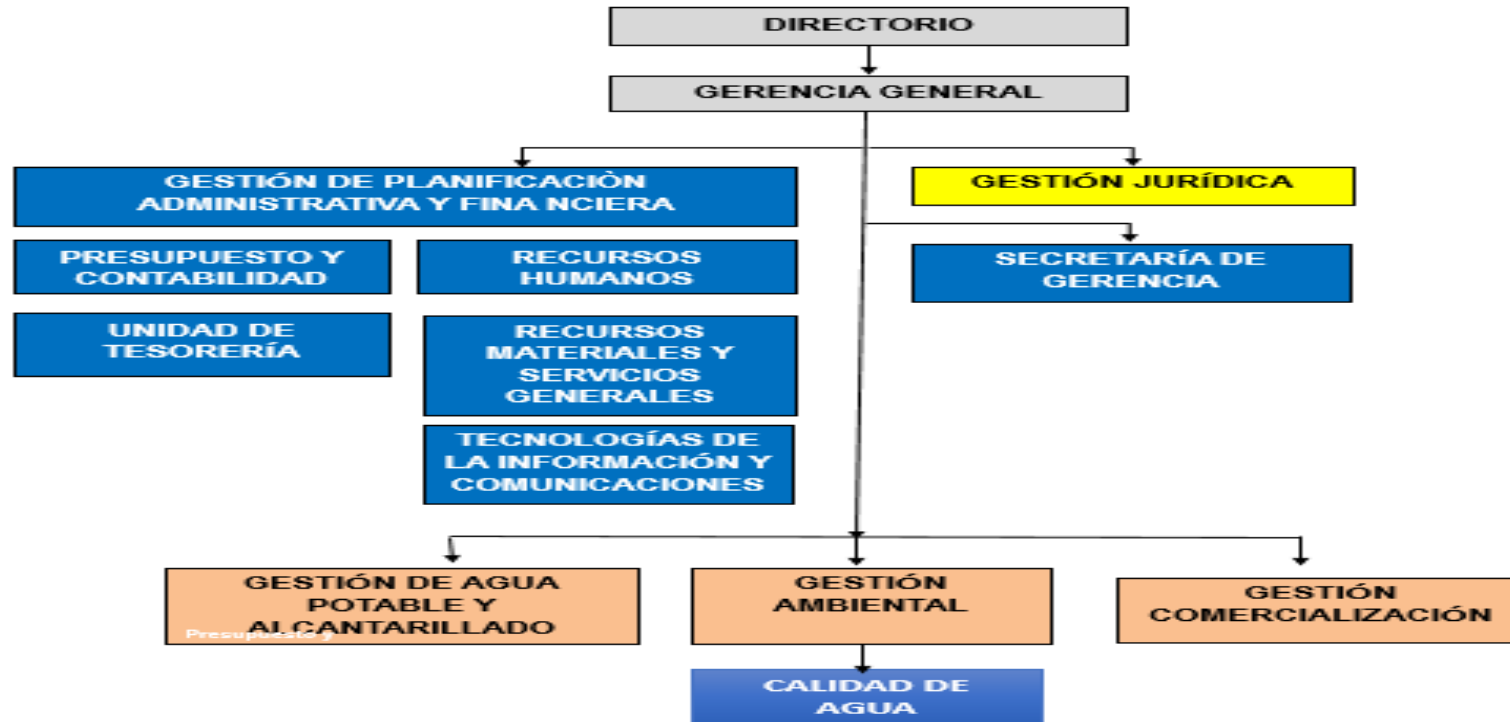 DIRECTORIO
GERENCIA GENERAL
GESTIÓN DE PLANIFICACIÒN
ADMINISTRATIVA Y FINA NCIERA
GESTIÓN JURÍDICA
PRESUPUESTO Y
CONTABILIDAD
RECURSOS
HUMANOS
SECRETARÍA DE
GERENCIA
UNIDAD DE
TESORERÍA
RECURSOS
MATERIALES Y
SERVICIOS
GENERALES
TECNOLOGÍAS DE
LA INFORMACIÓN Y
COMUNICACIONES
GESTIÓN DE AGUA
POTABLE Y
ALCANTARILLADO
Presupuesto y
GESTIÓN
AMBIENTAL
GESTIÓN
COMERCIALIZACIÓN
CALIDAD DE
AGUA